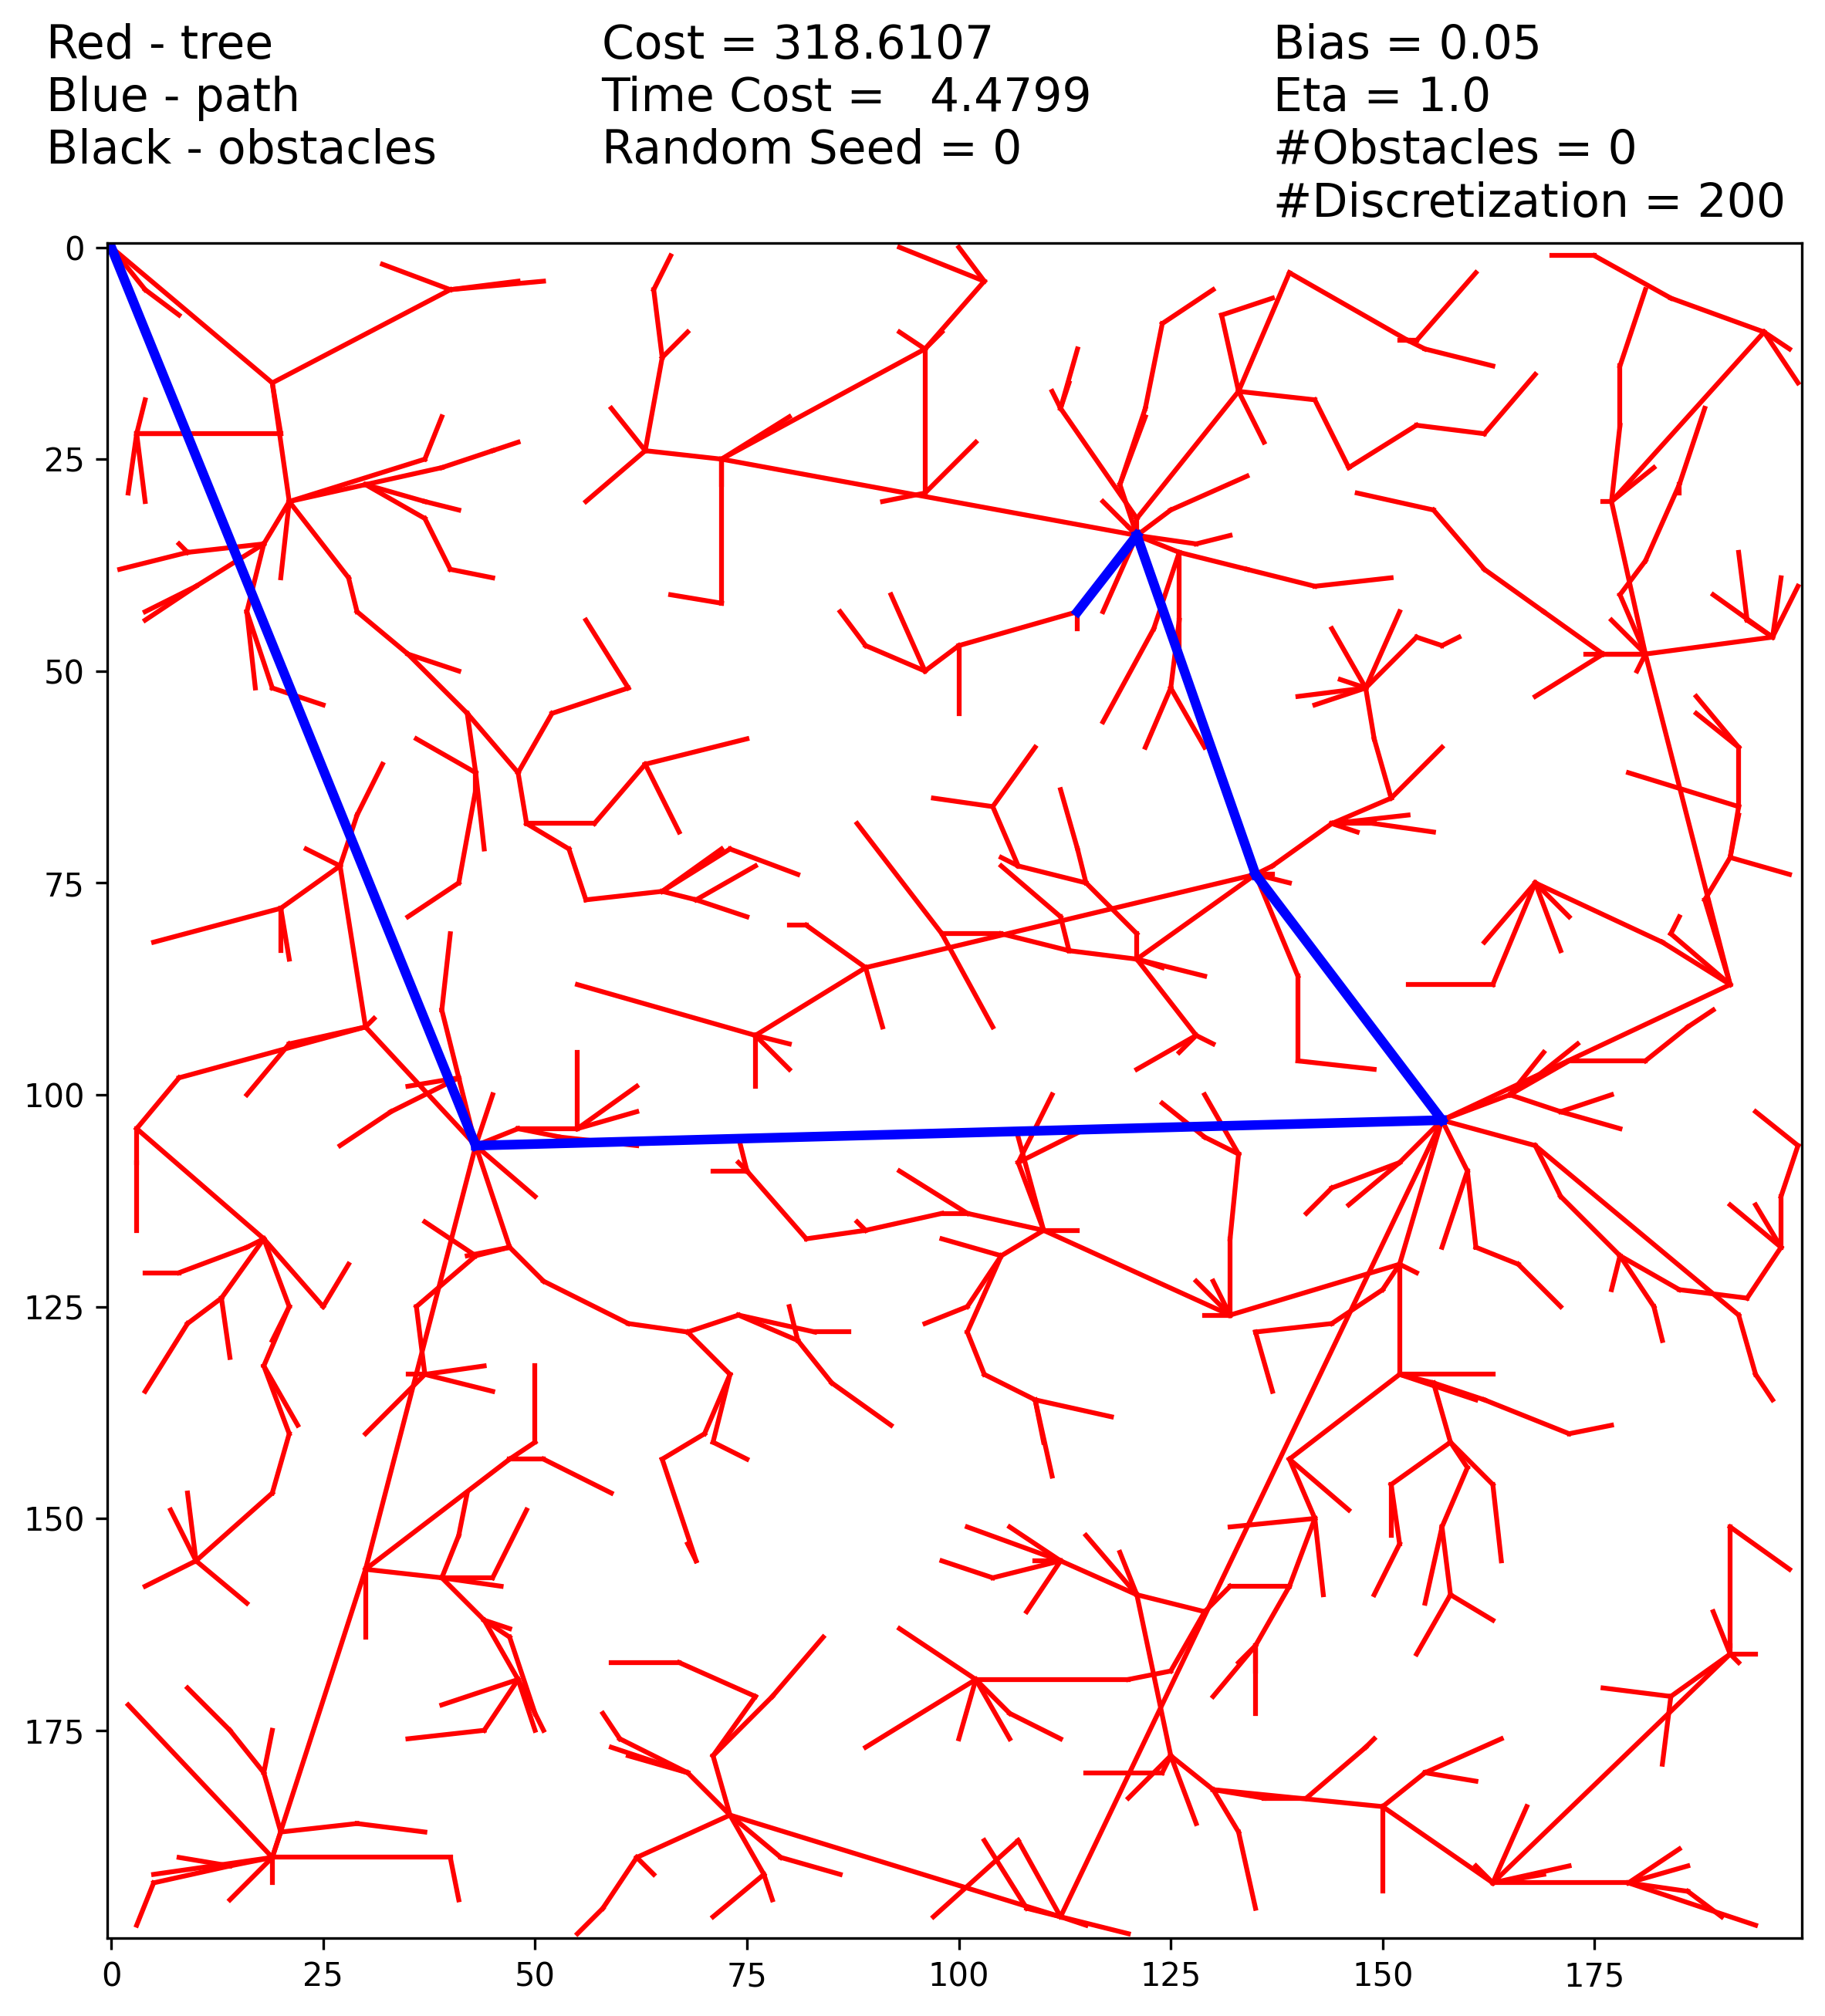 Red - tree
Blue - path
Black - obstacles
Cost = 318.6107
Time Cost =   4.4799
Random Seed = 0
Bias = 0.05
Eta = 1.0
#Obstacles = 0
#Discretization = 200
0
25
50
75
100
125
150
175
0 25 50 75 100 125 150 175